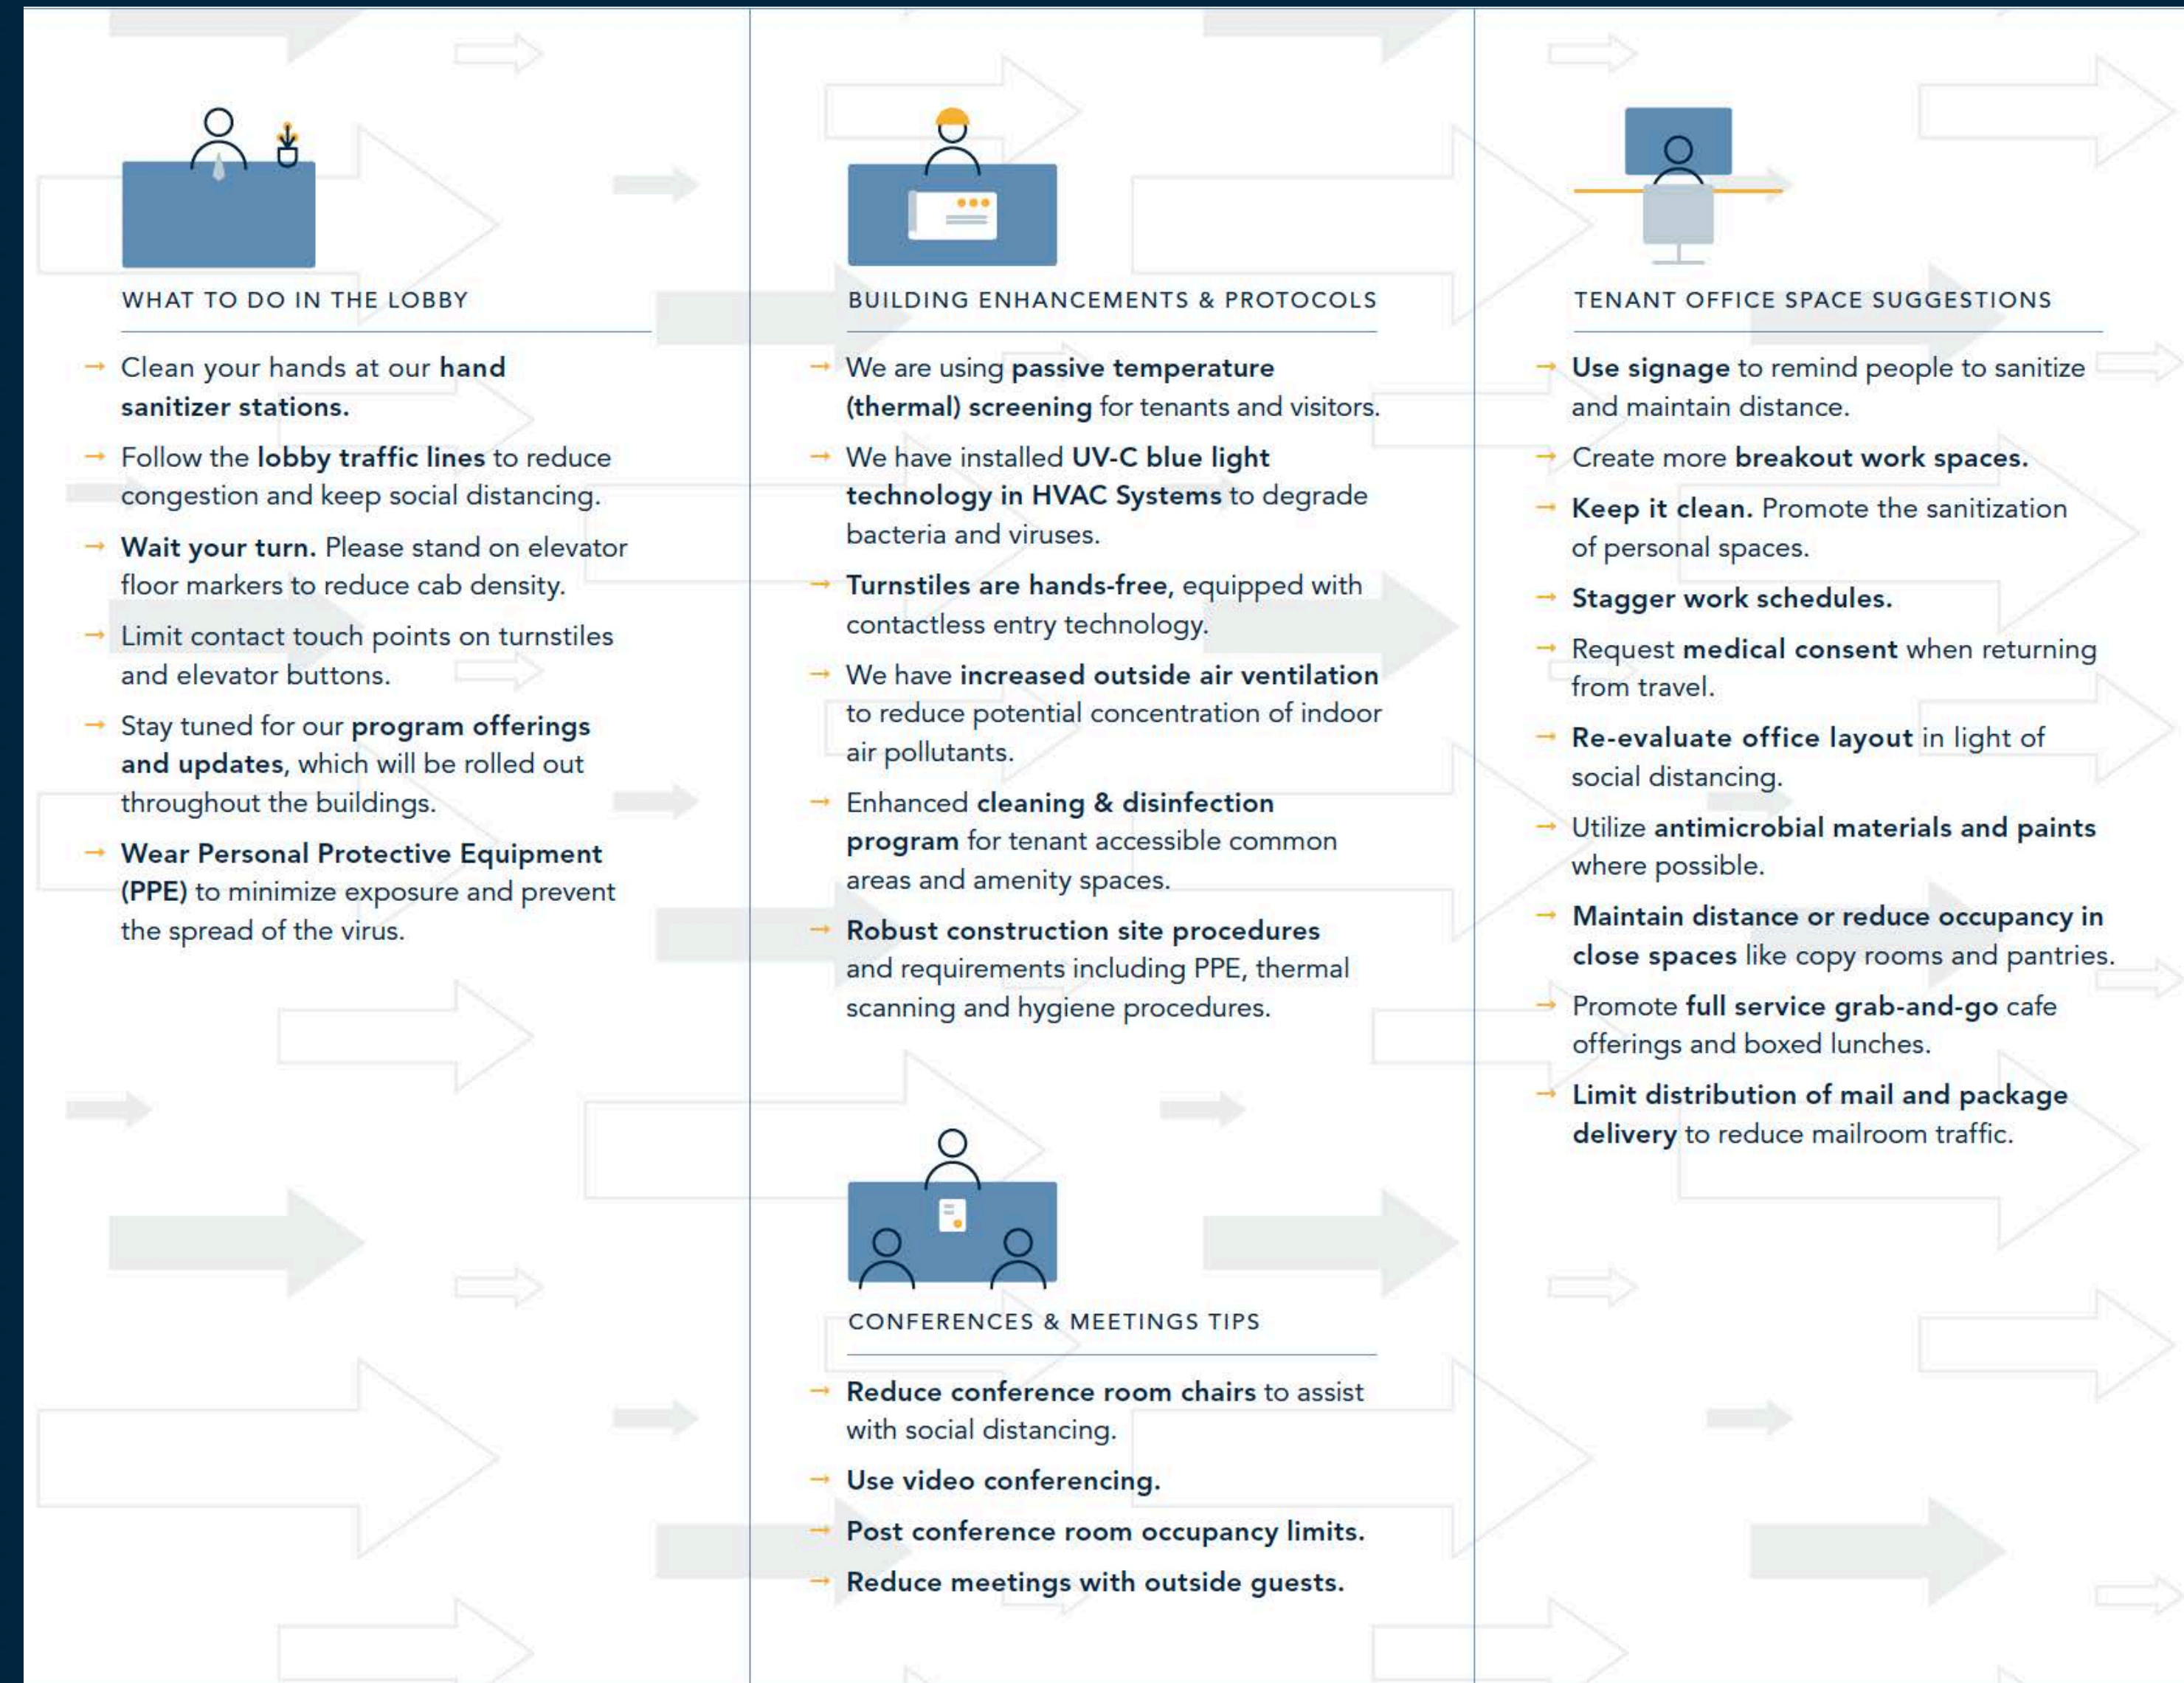 WHAT TO DO IN THE LOBBY
→ Clean your hands at our hand
sanitizer stations.
→ Follow the lobby traffic lines to reduce
congestion and keep social distancing.
→ Wait your turn. Please stand on elevator
floor markers to reduce cab density.
→ Limit contact touch points on turnstiles
and elevator buttons.
→ Stay tuned for our program offerings
and updates, which will be rolled out
throughout the buildings.
→ Wear Personal Protective Equipment
(PPE) to minimize exposure and prevent
the spread of the virus.
BUILDING ENHANCEMENTS & PROTOCOLS
→ We are using passive temperature
(thermal) screening for tenants and visitors.
→ We have installed UV-C blue light
technology in HVAC Systems to degrade
bacteria and viruses.
→ Turnstiles are hands-free, equipped with
contactless entry technology.
→ We have increased outside air ventilation
to reduce potential concentration of indoor
air pollutants.
→ Enhanced cleaning & disinfection
program for tenant accessible common
areas and amenity spaces.
→ Robust construction site procedures
and requirements including PPE, thermal
scanning and hygiene procedures.
CONFERENCES & MEETINGS TIPS
→ Reduce conference room chairs to assist
with social distancing.
→ Use video conferencing.
→ Post conference room occupancy limits.
→ Reduce meetings with outside guests.
TENANT OFFICE SPACE SUGGESTIONS
→ Use signage to remind people to sanitize
and maintain distance.
→ Create more breakout work spaces.
→ Keep it clean. Promote the sanitization
of personal spaces.
→ Stagger work schedules.
→ Request medical consent when returning
from travel.
→ Re-evaluate office layout in light of
social distancing.
→ Utilize antimicrobial materials and paints
where possible.
→ Maintain distance or reduce occupancy in
close spaces like copy rooms and pantries.
→ Promote full service grab-and-go cafe
offerings and boxed lunches.
→ Limit distribution of mail and package
delivery to reduce mailroom traffic.